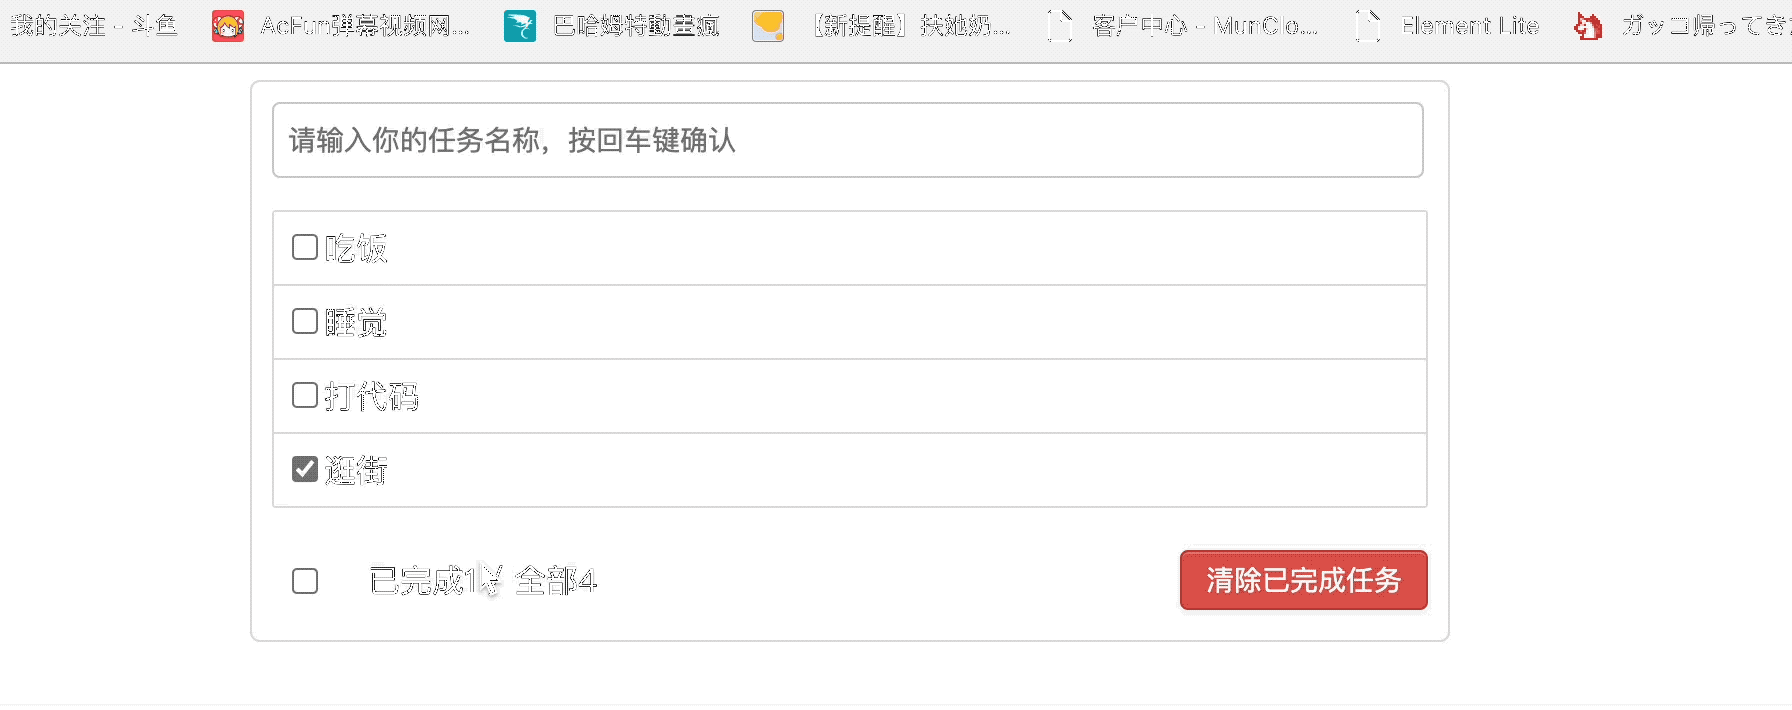 我的关注 - 斗鱼 AcFun弹幕视频网... 巴哈姆特動畫瘋 【新提醒】扶她奶... 客户中心 - MunClo... Element Lite ガッコ帰ってき
请输入你的任务名称，按回车键确认
吃饭
睡觉
打代码
逛街
已完成1 / 全部4 清除已完成任务